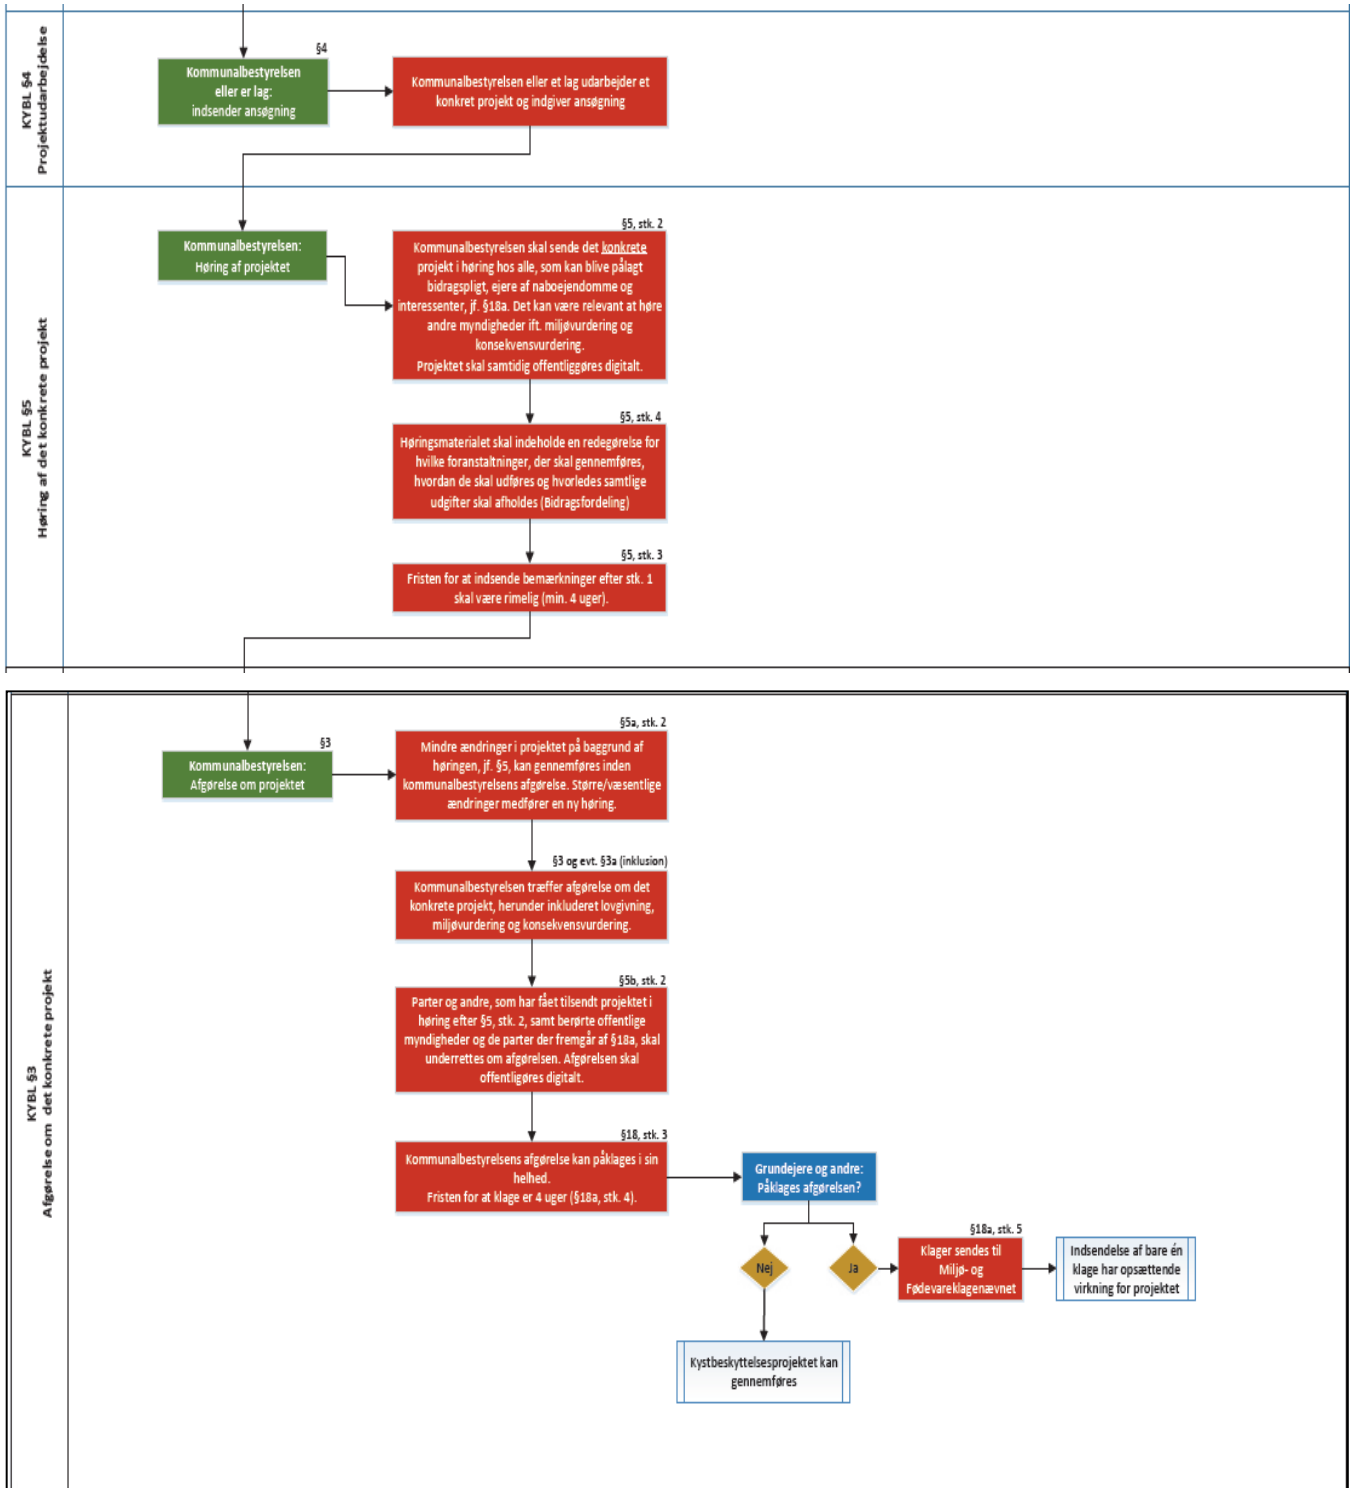 KYBL §4
Projektudarbejdelse
§4
Kommunalbestyrelsen
eller er lag:
indsender ansøgning
Kommunalbestyrelsen eller et lag udarbejder et
konkret projekt og indgiver ansøgning
KYBL §5
Høring af det konkrete projekt
Kommunalbestyrelsen:
Høring af projektet
§5, stk. 2
Kommunalbestyrelsen skal sende det konkrete
projekt i høring hos alle, som kan blive pålagt
bidragspligt, ejere af naboejendomme og
interessenter, jf. §18a. Det kan være relevant at høre
andre myndigheder ift. miljøvurdering og
konsekvensvurdering.
Projektet skal samtidig offentliggøres digitalt.
§5, stk. 4
Høringsmaterialet skal indeholde en redegørelse for
hvilke foranstaltninger, der skal gennemføres,
hvordan de skal udføres og hvorledes samtlige
udgifter skal afholdes (Bidragsfordeling)
§5, stk. 3
Fristen for at indsende bemærkninger efter stk. 1
skal være rimelig (min. 4 uger).
KYBL §3
Afgørelse om det konkrete projekt
§3
Kommunalbestyrelsen:
Afgørelse om projektet
§5a, stk. 2
Mindre ændringer i projektet på baggrund af
høringen, jf. §5, kan gennemføres inden
kommunalbestyrelsens afgørelse. Større/væsentlige
ændringer medfører en ny høring.
§3 og evt. §3a (inklusion)
Kommunalbestyrelsen træffer afgørelse om det
konkrete projekt, herunder inkluderet lovgivning,
miljøvurdering og konsekvensvurdering.
§5b, stk. 2
Parter og andre, som har fået tilsendt projektet i
høring efter §5, stk. 2, samt berørte offentlige
myndigheder og de parter der fremgår af §18a, skal
underrettes om afgørelsen. Afgørelsen skal
offentligøres digitalt.
§18, stk. 3
Kommunalbestyrelsens afgørelse kan påklages i sin
helhed.
Fristen for at klage er 4 uger (§18a, stk. 4).
Grundejere og andre:
Påklages afgørelsen?
Nej
Ja
§18a, stk. 5
Klager sendes til
Miljø- og
Fødevareklagenævnet
Indsendelse af bare én
klage har opsættende
virkning for projektet
Kystbeskyttelsesprojektet kan
gennemføres